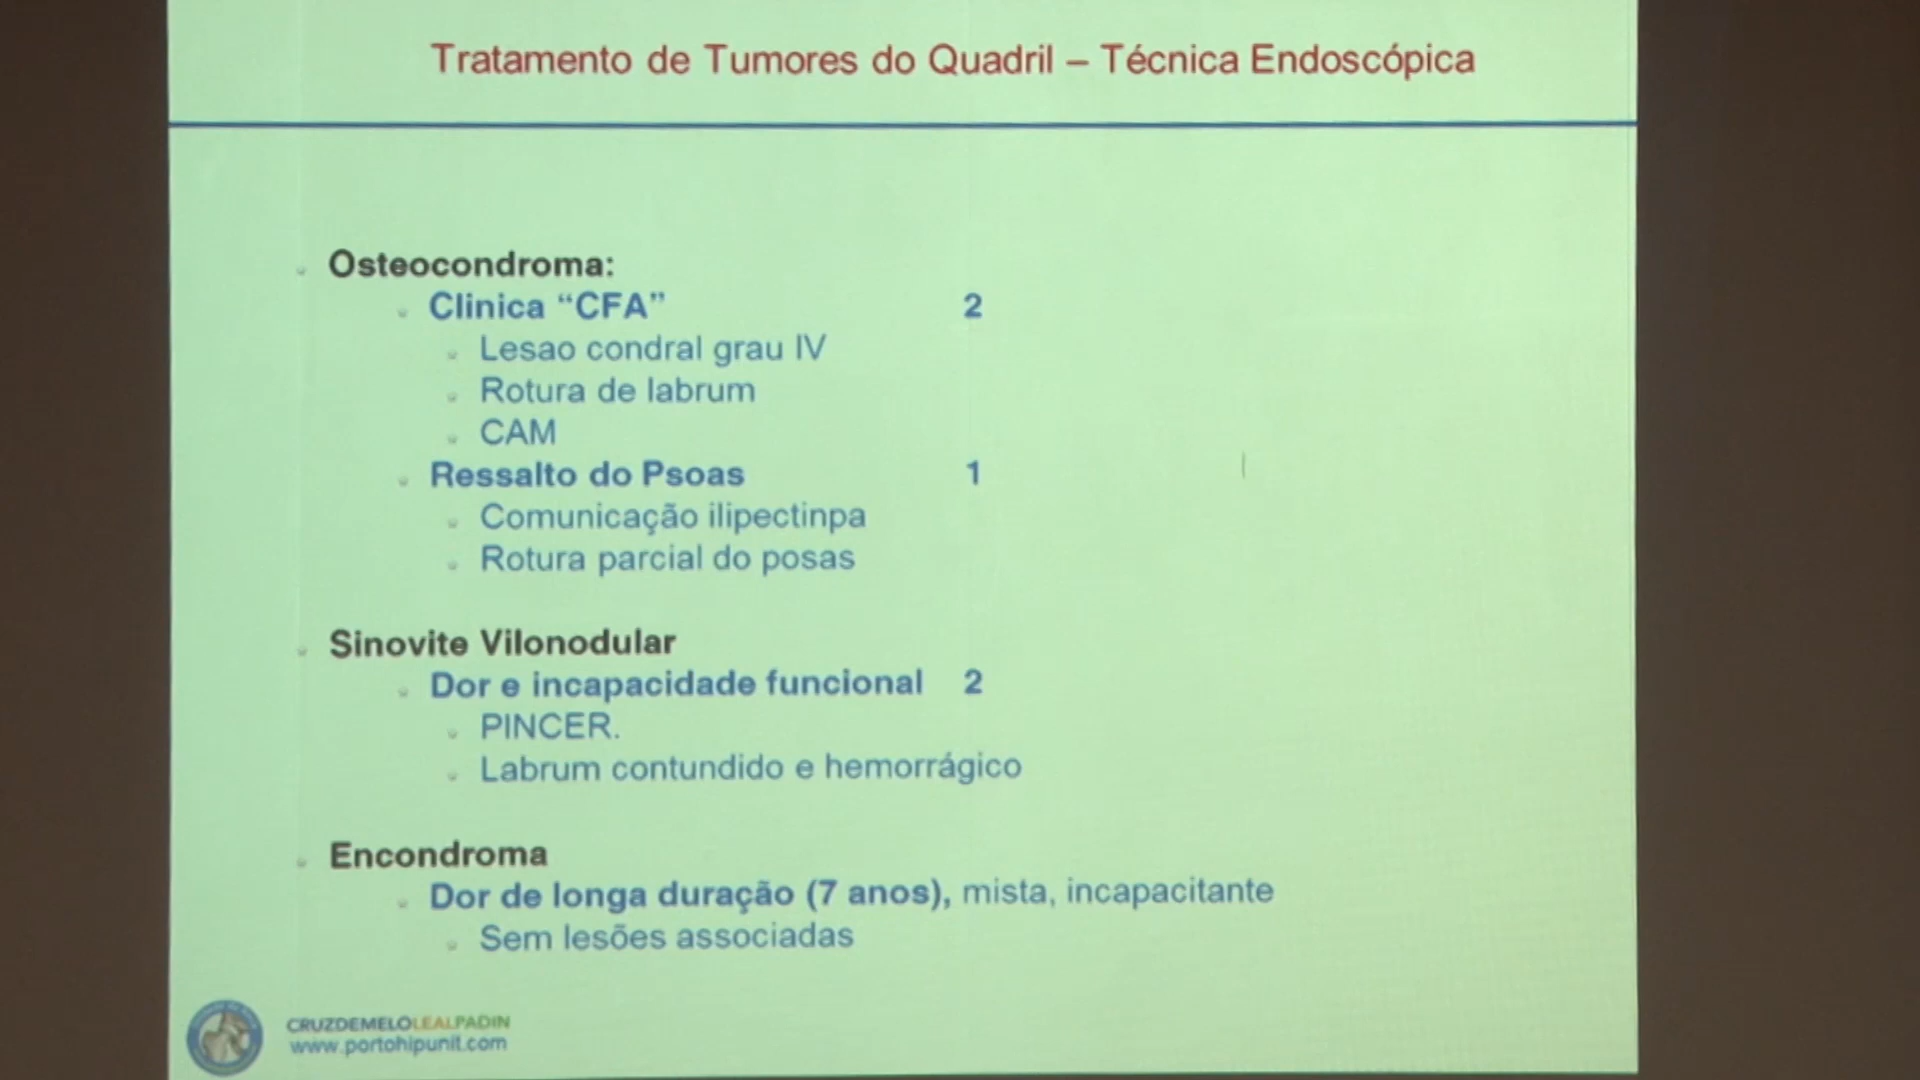 Tratamento de Tumores do Quadril – Técnica Endoscópica
Osteocondroma:
Clinica “CFA” 2
Lesao condral grau IV
Rotura de labrum
CAM
Ressalto do Psoas 1
Comunicação ilipectinpa
Rotura parcial do posas
Sinovite Vilonodular
Dor e incapacidade funcional 2
PINCER.
Labrum contundido e hemorrágico
Encondroma
Dor de longa duração (7 anos), mista, incapacitante
Sem lesões associadas
CRUZDEMELOLEALPADIN
www.portohipunit.com